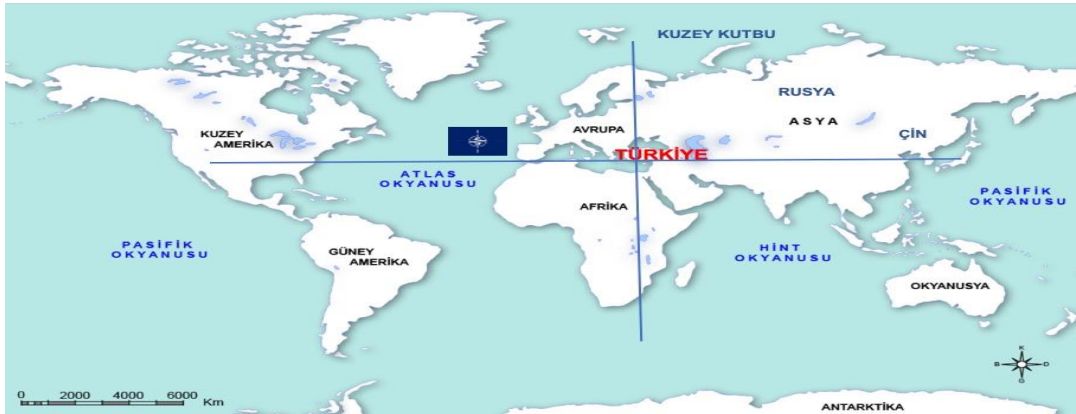 KUZEY KUTBU
RUSYA
ASYA
AVRUPA
KUZEY
AMERİKA
ÇİN
TÜRKİYE
ATLAS
OKYANUSU
PASİFİK
OKYANUSU
AFRİKA
PASİFİK
OKYANUSU
GÜNEY
AMERİKA
HİNT
OKYANUSU
OKYANUSYA
K
B D
G
0 2000 4000 6000
Km
ANTARKTİKA